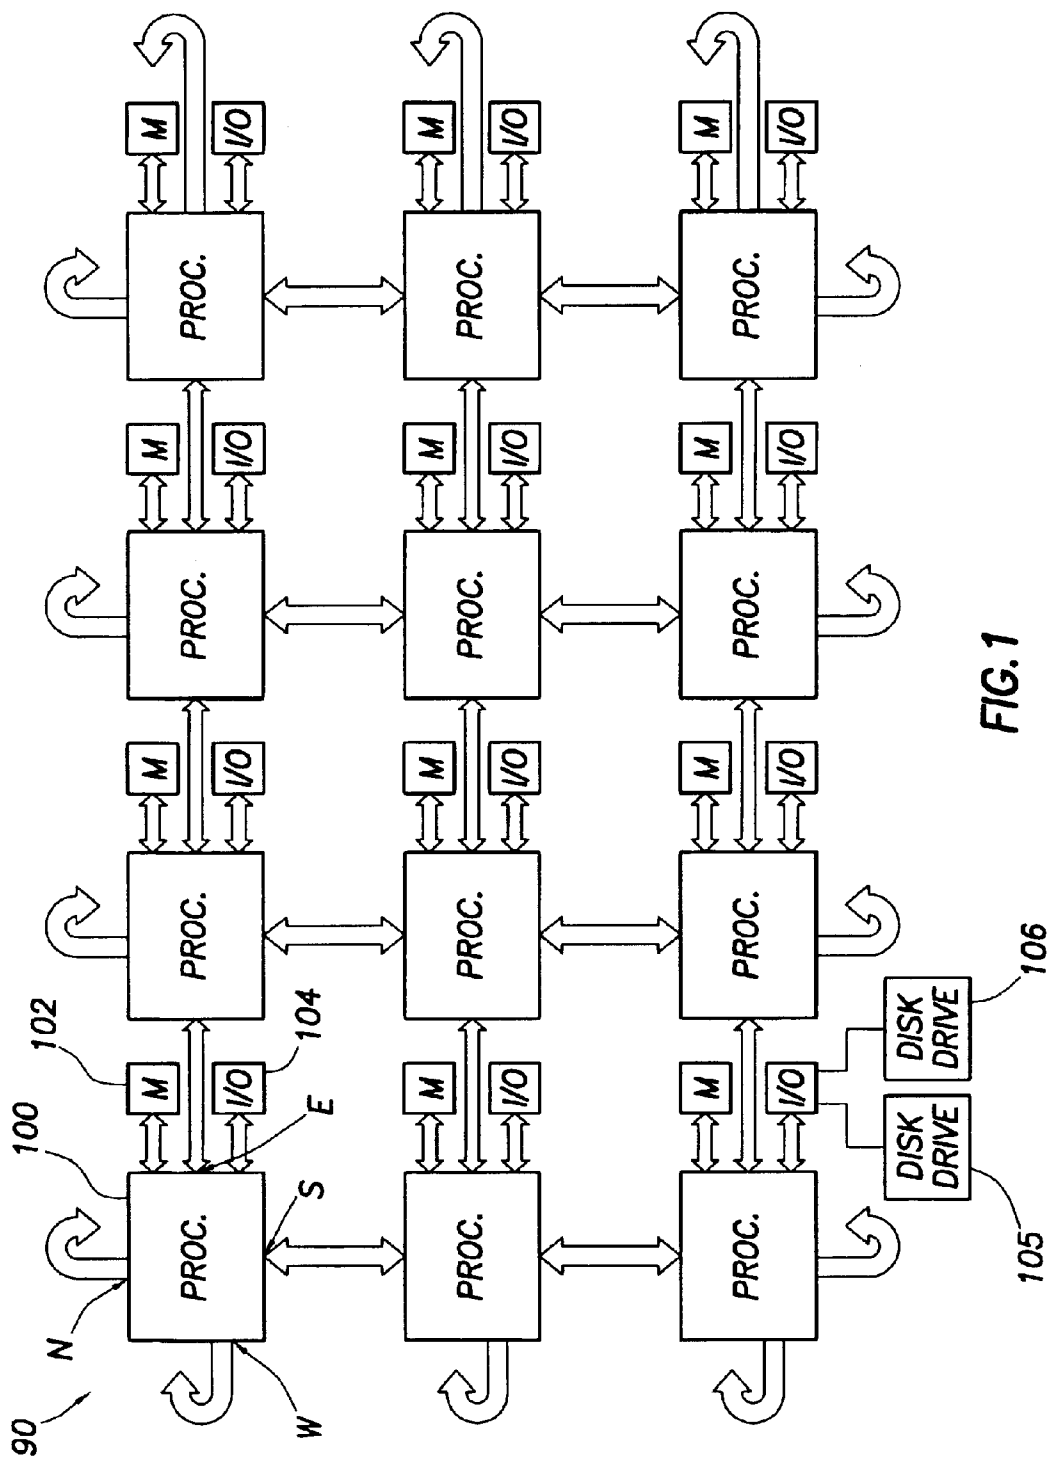 90
N
100
102
M M M M
PROC. PROC. PROC. PROC.
I/O I/O I/O I/O
W S E 104
M M M M
PROC. PROC. PROC. PROC.
I/O I/O I/O I/O
M M M M
PROC. PROC. PROC. PROC.
I/O I/O I/O I/O
DISK DISK
DRIVE DRIVE
105 106
FIG.1